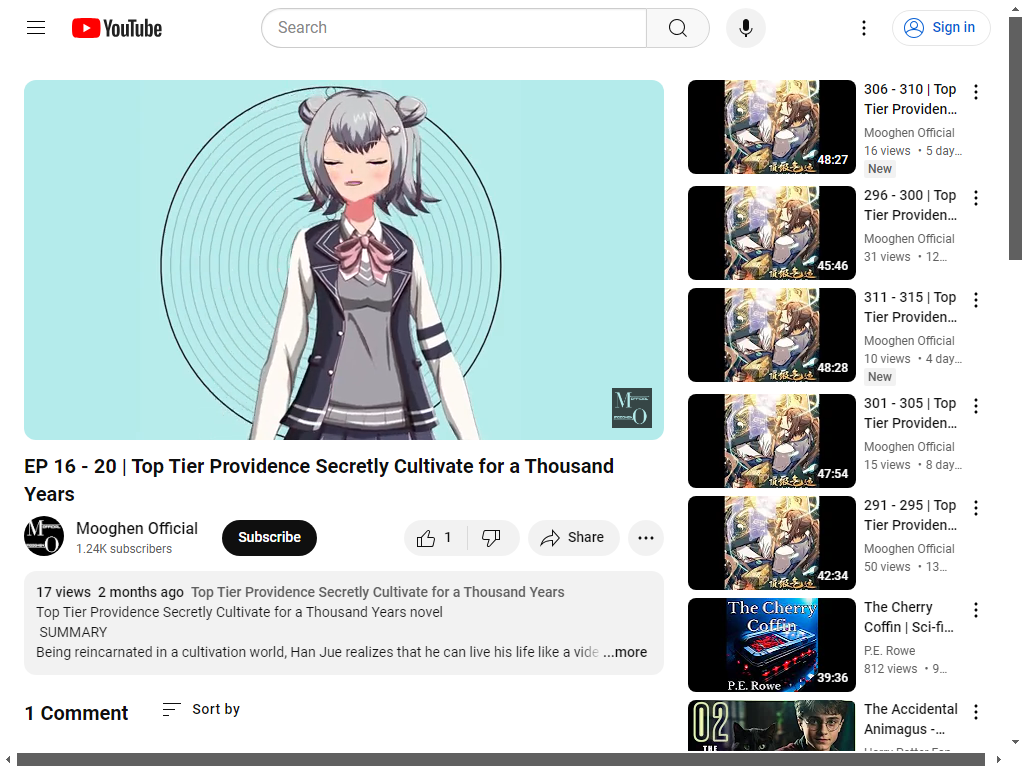 YouTube
Search
Sign in
M OFFICIAL
MOOGHEN O
EP 16 - 20 | Top Tier Providence Secretly Cultivate for a Thousand
Years
Mooghen Official
1.24K subscribers
Subscribe
1
Share
17 views 2 months ago Top Tier Providence Secretly Cultivate for a Thousand Years
Top Tier Providence Secretly Cultivate for a Thousand Years novel
SUMMARY
Being reincarnated in a cultivation world, Han Jue realizes that he can live his life like a vide ...more
1 Comment
Sort by
48:27
306 - 310 | Top
Tier Providen...
Mooghen Official
16 views • 5 day...
New
45:46
296 - 300 | Top
Tier Providen...
Mooghen Official
31 views • 12...
48:28
311 - 315 | Top
Tier Providen...
Mooghen Official
10 views • 4 day...
New
47:54
301 - 305 | Top
Tier Providen...
Mooghen Official
15 views • 8 day...
42:34
291 - 295 | Top
Tier Providen...
Mooghen Official
50 views • 13...
The Cherry
Coffin
P.E. Rowe
39:36
The Cherry
Coffin | Sci-fi...
P.E. Rowe
812 views • 9...
02
THE
The Accidental
Animagus -...